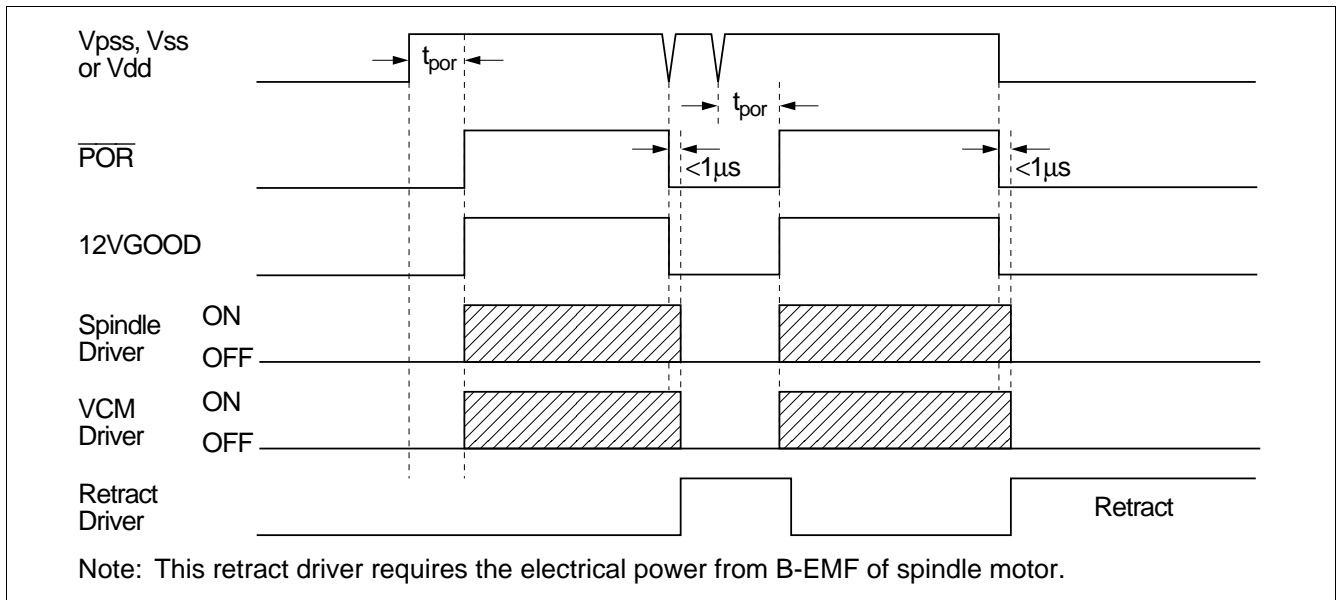 Vpss, Vss
or Vdd
tpor
tpor
POR
<1μs
<1μs
12VGOOD
Spindle
Driver
ON
OFF
VCM
Driver
ON
OFF
Retract
Driver
Retract
Note: This retract driver requires the electrical power from B-EMF of spindle motor.